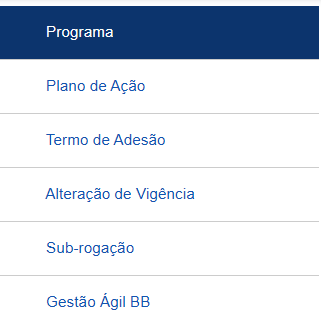 Programa
Plano de Ação
Termo de Adesão
Alteração de Vigência
Sub-rogação
Gestão Ágil BB